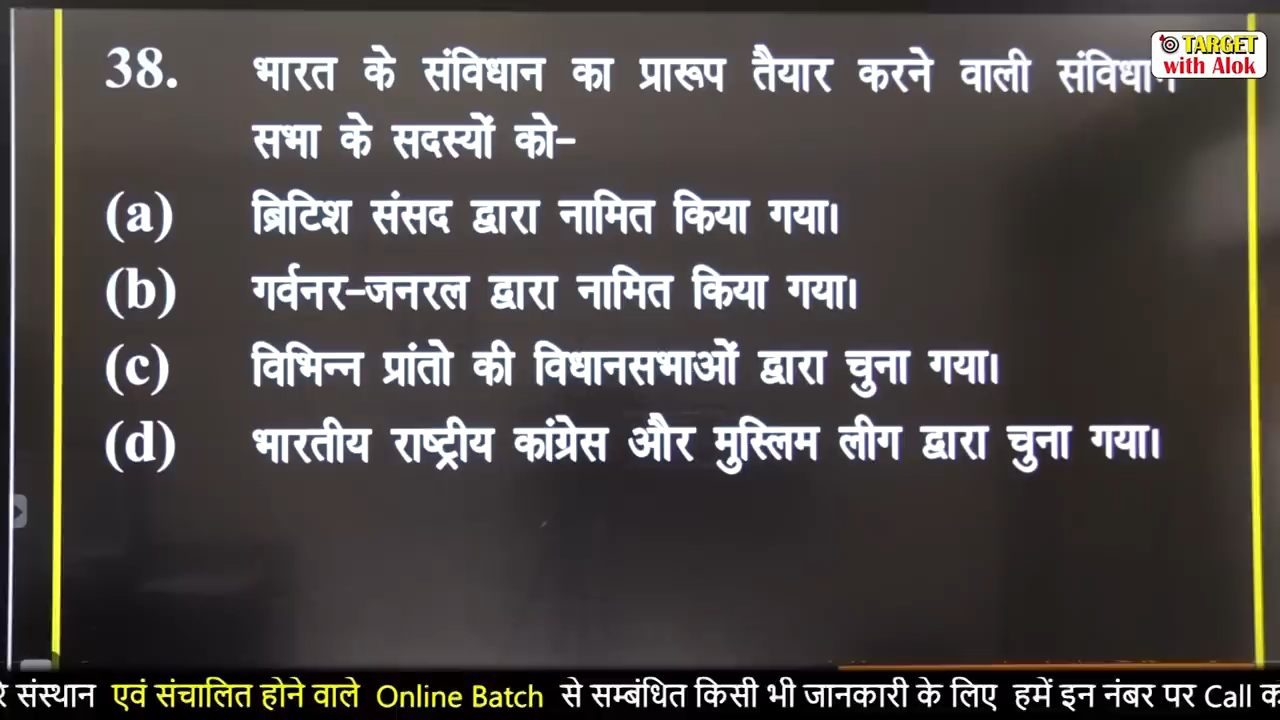 TARGET
with Alok
38. भारत के संविधान का प्रारूप तैयार करने वाली
सभा के सदस्यों को-
(a) ब्रिटिश संसद द्वारा नामित किया गया।
(b) गर्वनर-जनरल द्वारा नामित किया गया।
(c) विभिन्न प्रांतो की विधानसभाओं द्वारा चुना गया।
(d) भारतीय राष्ट्रीय कांग्रेस और मुस्लिम लीग द्वारा चुना गया।
संस्थान एवं संचालित होने वाले Online Batch से सम्बंधित किसी भी जानकारी के लिए हमें इन नंबर पर Call